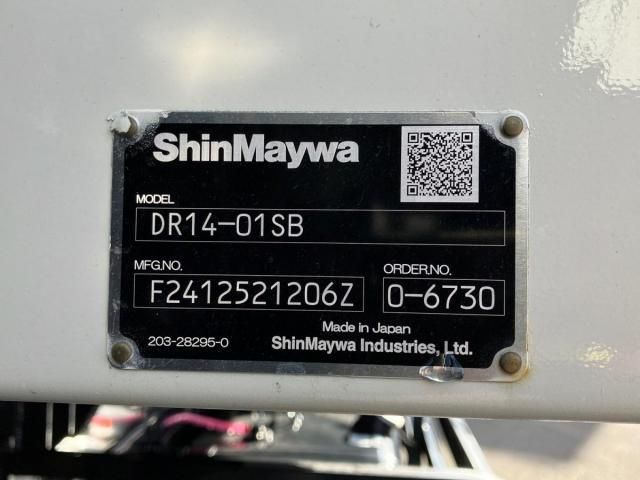 ShinMaywa
MODEL
DR14-01SB
MFG.NO. ORDER.NO.
F2412521206Z 0-6730
Made in Japan
203-28295-0 ShinMaywa Industries, Ltd.